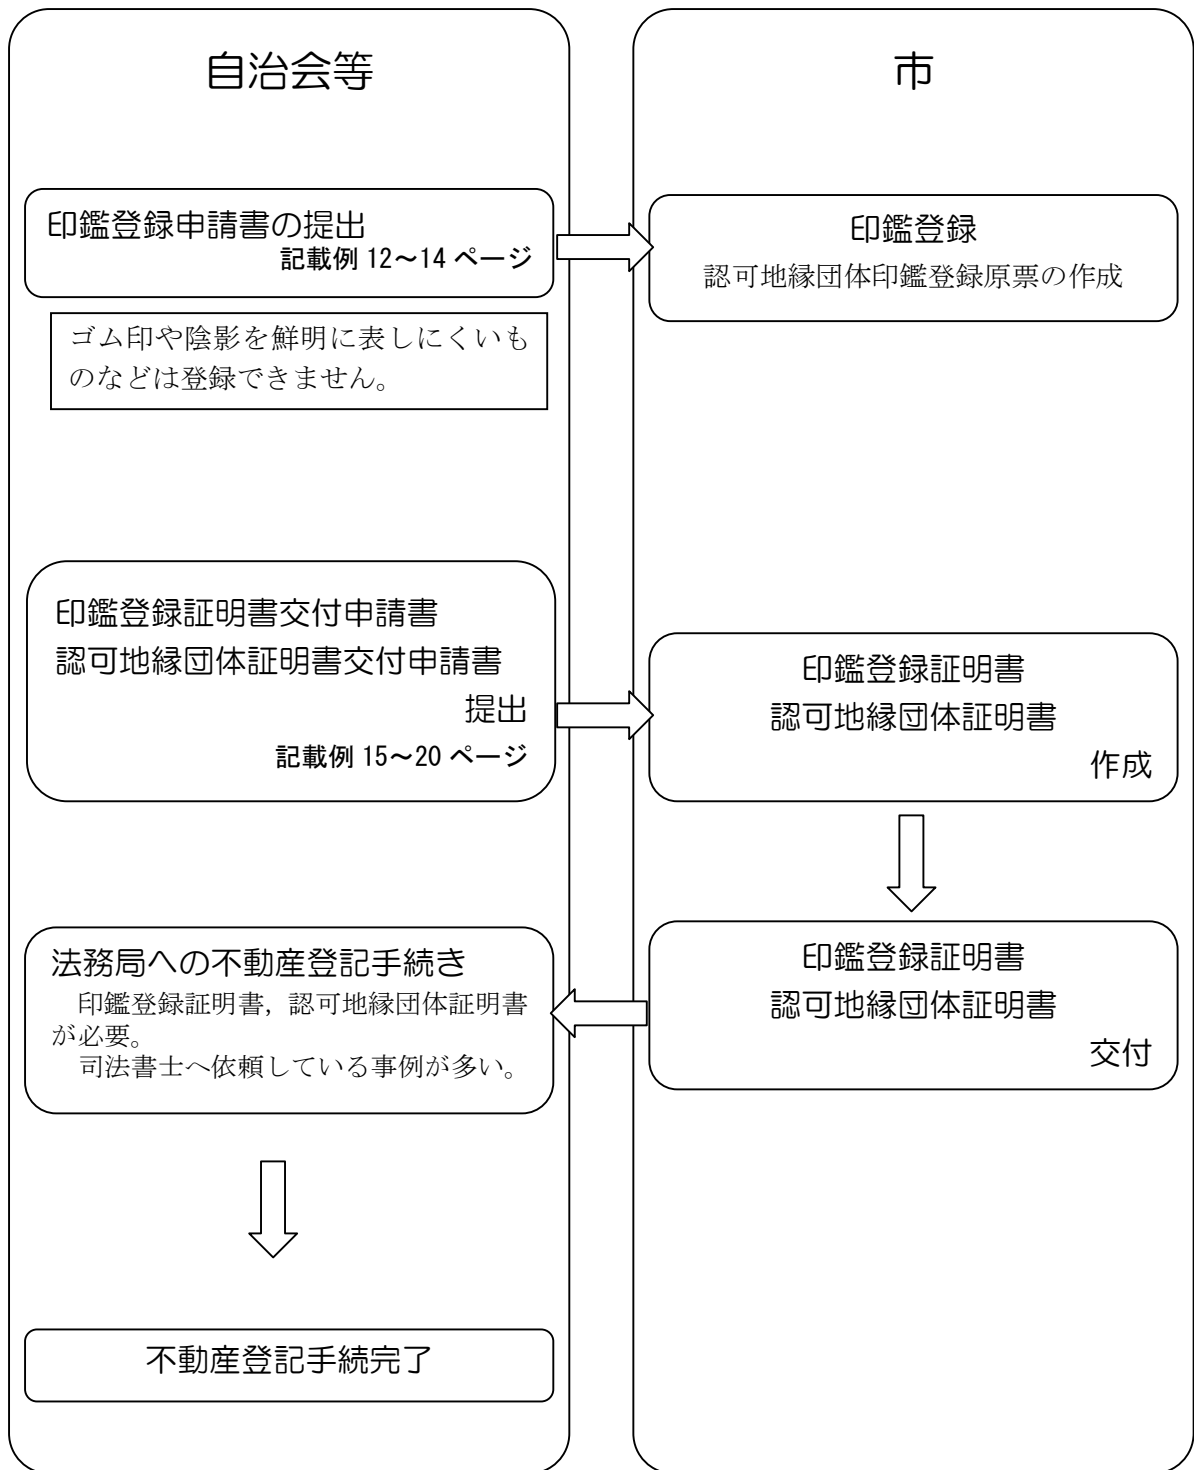 自治会等
市
印鑑登録申請書の提出
記載例 12～14 ページ
印鑑登録
認可地縁団体印鑑登録原票の作成
ゴム印や陰影を鮮明に表しにくいも
のなどは登録できません。
印鑑登録証明書交付申請書
認可地縁団体証明書交付申請書
提出
記載例 15～20 ページ
印鑑登録証明書
認可地縁団体証明書
作成
印鑑登録証明書
認可地縁団体証明書
交付
法務局への不動産登記手続き
印鑑登録証明書，認可地縁団体証明書
が必要。
司法書士へ依頼している事例が多い。
不動産登記手続完了